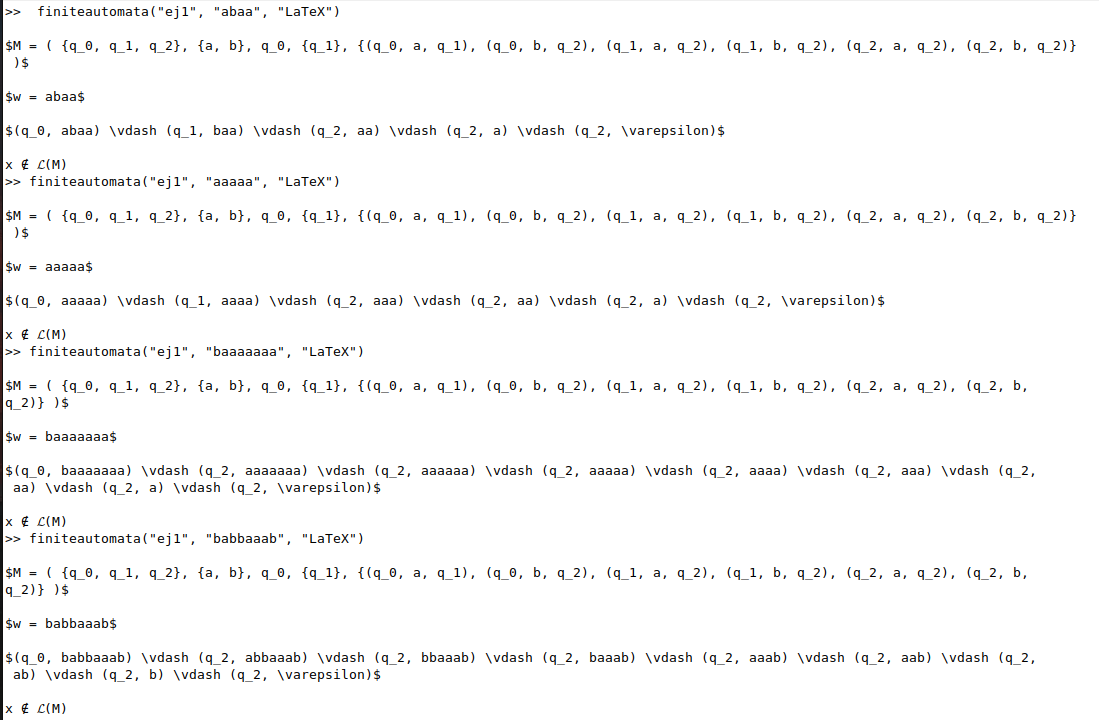 >>  finiteautomata("ej1", "abaa", "LaTeX")
$M = ( {q_0, q_1, q_2}, {a, b}, q_0, {q_1}, {(q_0, a, q_1), (q_0, b, q_2), (q_1, a, q_2), (q_1, b, q_2), (q_2, a, q_2), (q_2, b, q_2)}
)$
$w = abaa$
$(q_0, abaa) \vdash (q_1, baa) \vdash (q_2, aa) \vdash (q_2, a) \vdash (q_2, \varepsilon)$
x ∉ ℒ(M)
>> finiteautomata("ej1", "aaaaa", "LaTeX")
$M = ( {q_0, q_1, q_2}, {a, b}, q_0, {q_1}, {(q_0, a, q_1), (q_0, b, q_2), (q_1, a, q_2), (q_1, b, q_2), (q_2, a, q_2), (q_2, b, q_2)}
)$
$w = aaaaa$
$(q_0, aaaaa) \vdash (q_1, aaaa) \vdash (q_2, aaa) \vdash (q_2, aa) \vdash (q_2, a) \vdash (q_2, \varepsilon)$
x ∉ ℒ(M)
>> finiteautomata("ej1", "baaaaaaa", "LaTeX")
$M = ( {q_0, q_1, q_2}, {a, b}, q_0, {q_1}, {(q_0, a, q_1), (q_0, b, q_2), (q_1, a, q_2), (q_1, b, q_2), (q_2, a, q_2), (q_2, b,
q_2)} )$
$w = baaaaaaa$
$(q_0, baaaaaaa) \vdash (q_2, aaaaaaa) \vdash (q_2, aaaaaa) \vdash (q_2, aaaaa) \vdash (q_2, aaaa) \vdash (q_2, aaa) \vdash (q_2,
aa) \vdash (q_2, a) \vdash (q_2, \varepsilon)$
x ∉ ℒ(M)
>> finiteautomata("ej1", "babbaaab", "LaTeX")
$M = ( {q_0, q_1, q_2}, {a, b}, q_0, {q_1}, {(q_0, a, q_1), (q_0, b, q_2), (q_1, a, q_2), (q_1, b, q_2), (q_2, a, q_2), (q_2, b,
q_2)} )$
$w = babbaaab$
$(q_0, babbaaab) \vdash (q_2, abbaaab) \vdash (q_2, bbaaab) \vdash (q_2, baaab) \vdash (q_2, aaab) \vdash (q_2, aab) \vdash (q_2,
ab) \vdash (q_2, b) \vdash (q_2, \varepsilon)$
x ∉ ℒ(M)